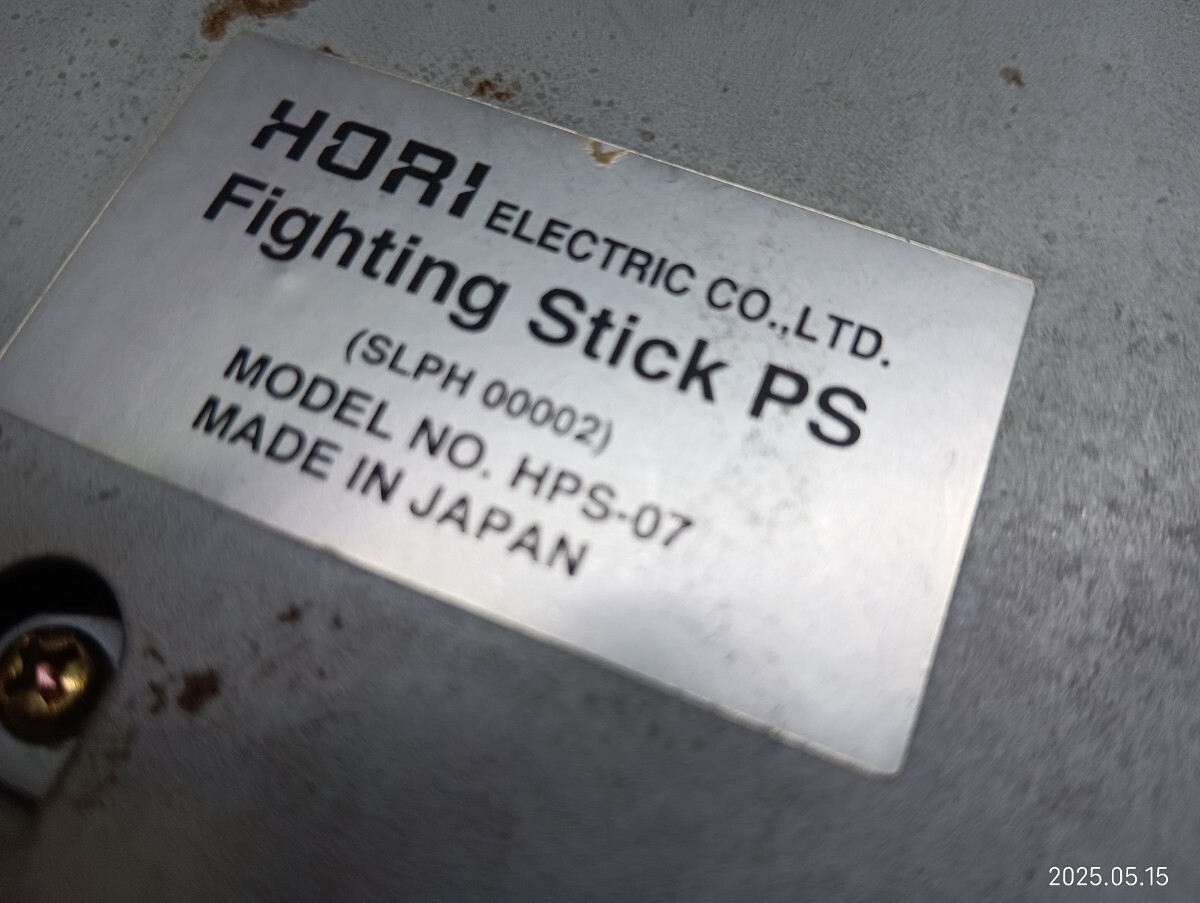 HORI ELECTRIC CO.,LTD.
Fighting Stick PS
(SLPH 00002)
MODEL NO. HPS-07
MADE IN JAPAN
2025.05.15